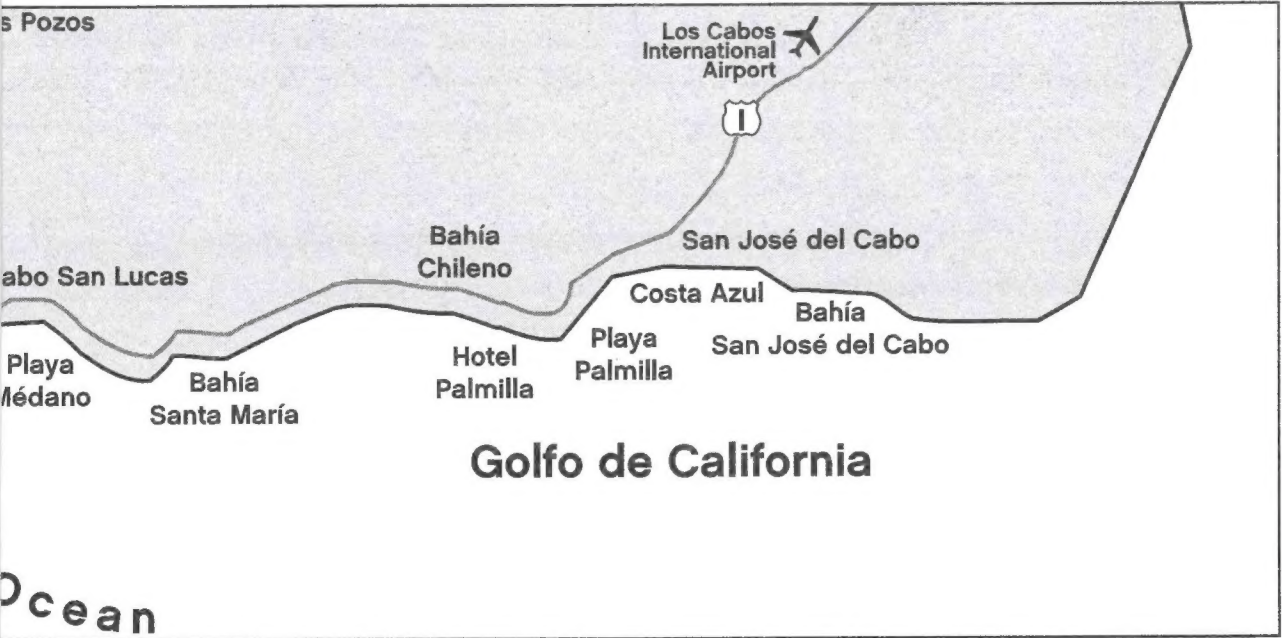 s Pozos
Los Cabos
International
Airport
1
Bahía
Chileno
San José del Cabo
abo San Lucas
Costa Azul
Bahía
San José del Cabo
Playa
Palmilla
Hotel
Palmilla
Playa
Médano
Bahía
Santa María
Golfo de California
Ocean